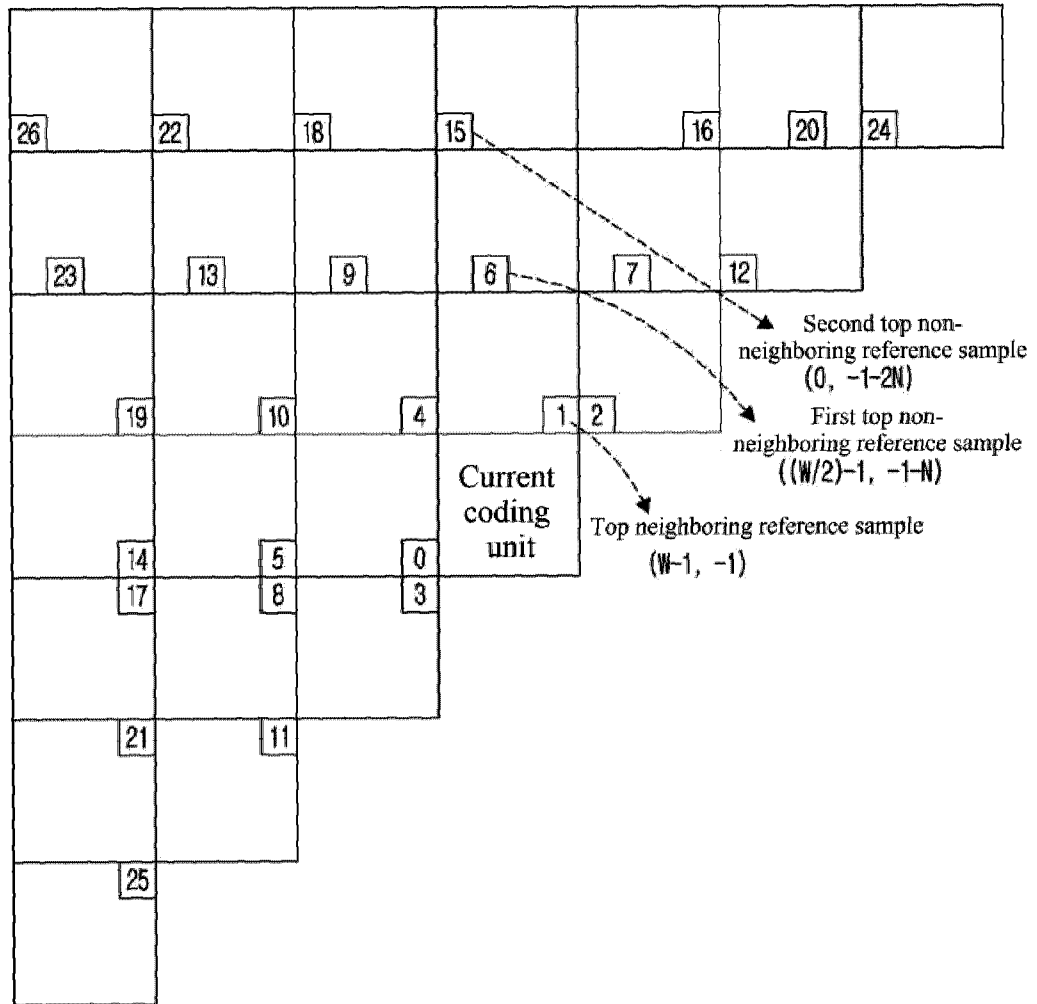 26 22 18 15 16 20 24
23 13 9 6 7 12
Second top non-
neighboring reference sample
(0, -1-2N)
19 10 4 1 2
First top non-
neighboring reference sample
((W/2)-1, -1-N)
Current
coding
unit
Top neighboring reference sample
(W-1, -1)
14 5 0
17 8 3
21 11
25